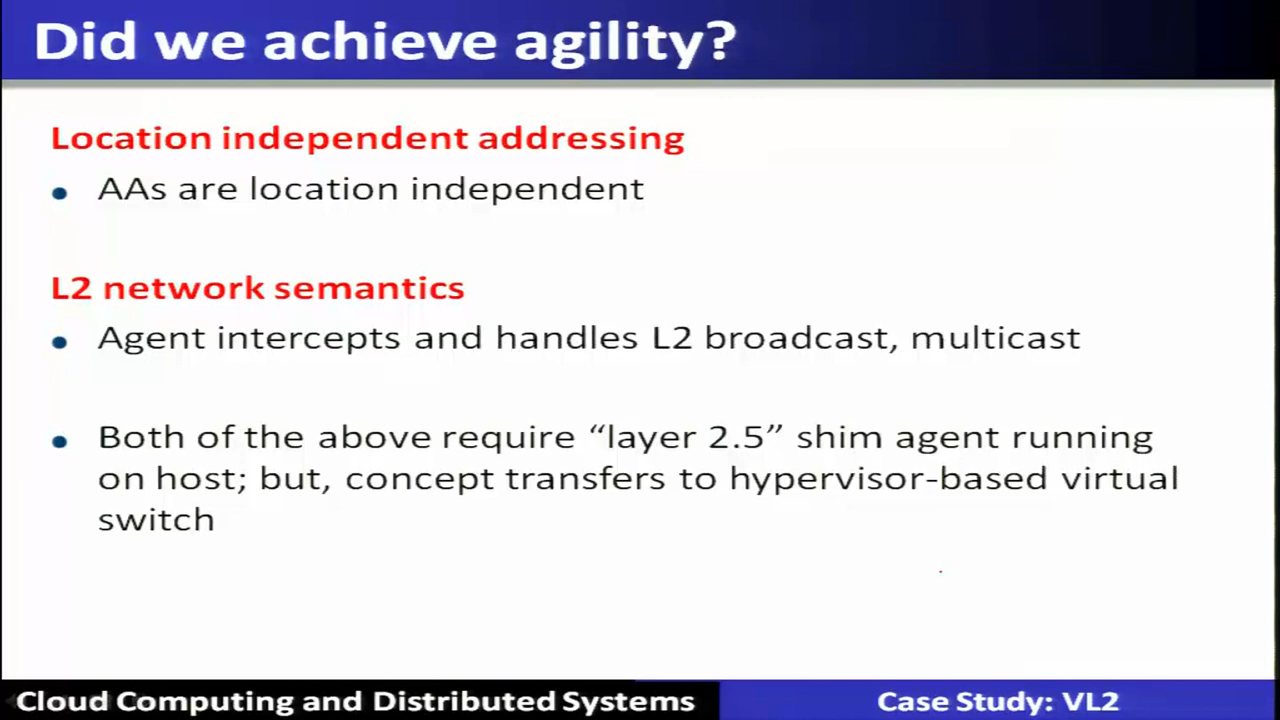 Did we achieve agility?
Location independent addressing
• AAs are location independent
L2 network semantics
• Agent intercepts and handles L2 broadcast, multicast
• Both of the above require “layer 2.5” shim agent running
on host; but, concept transfers to hypervisor-based virtual
switch
Cloud Computing and Distributed Systems
Case Study: VL2